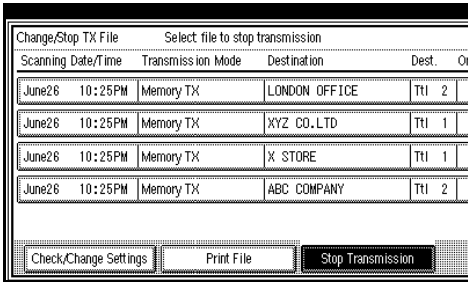 Change/Stop TX File Select file to stop transmission
Scanning Date/Time Transmission Mode Destination Dest.
June26 10:25PM Memory TX LONDON OFFICE Ttl 2
June26 10:25PM Memory TX XYZ CO.LTD Ttl 1
June26 10:25PM Memory TX X STORE Ttl 1
June26 10:25PM Memory TX ABC COMPANY Ttl 2
Check/Change Settings Print File Stop Transmission